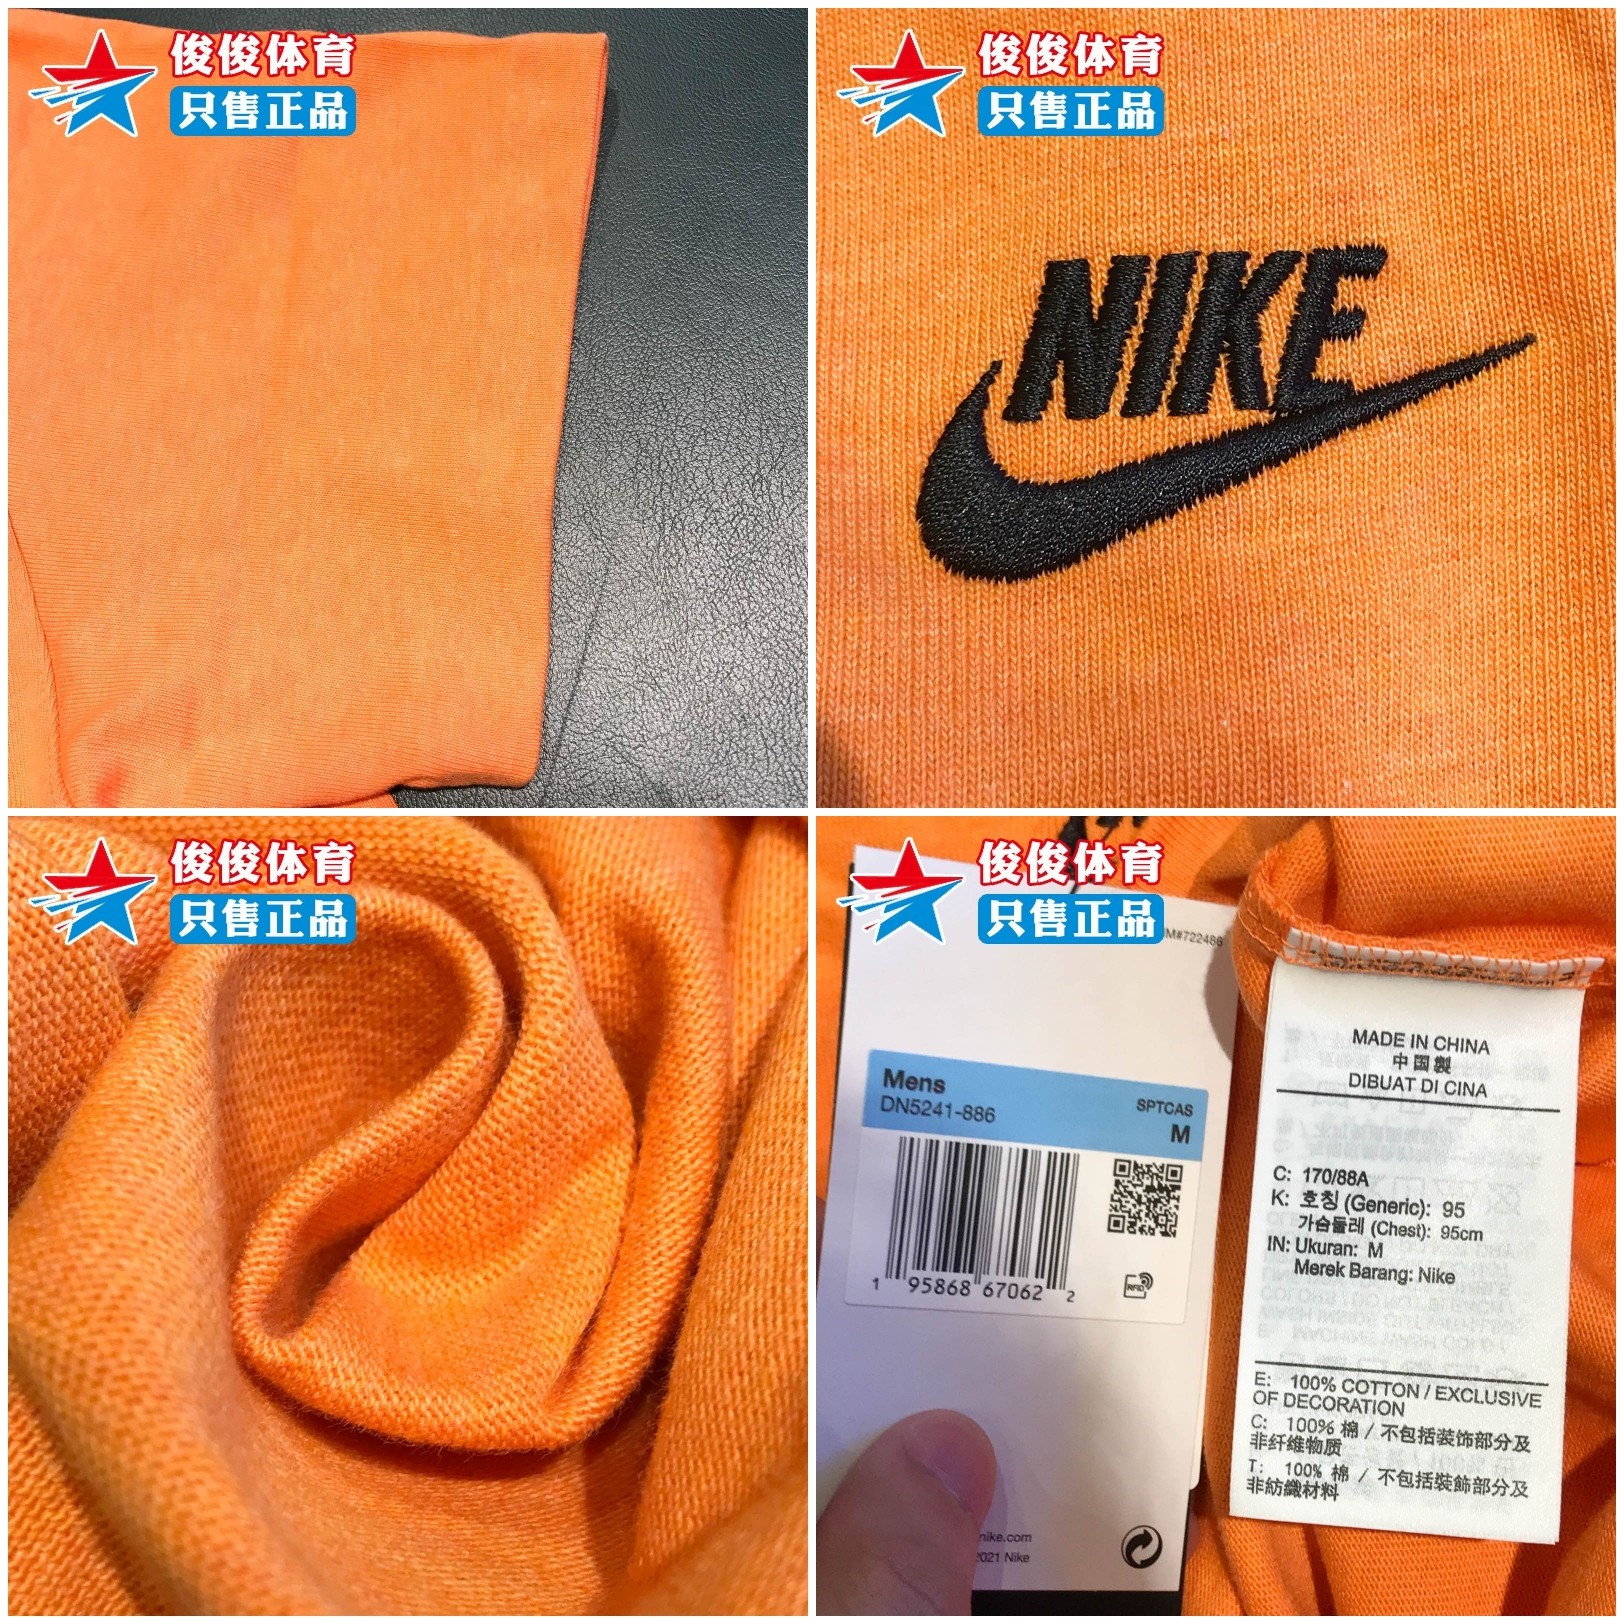 俊俊体育
只售正品
俊俊体育
只售正品
NIKE
俊俊体育
只售正品
俊俊体育
只售正品
M#722486
Mens
DN5241-886
SPTCAS
M
1 95868 67062 2
RFID
nike.com
2021 Nike
MADE IN CHINA
中国製
DIBUAT DI CINA
C: 170/88A
K: 호칭 (Generic): 95
가슴둘레 (Chest): 95cm
IN: Ukuran: M
Merek Barang: Nike
E: 100% COTTON / EXCLUSIVE
OF DECORATION
C: 100% 棉 / 不包括装饰部分及
非纤维物质
T: 100% 棉 / 不包括裝飾部分及
非紡織材料